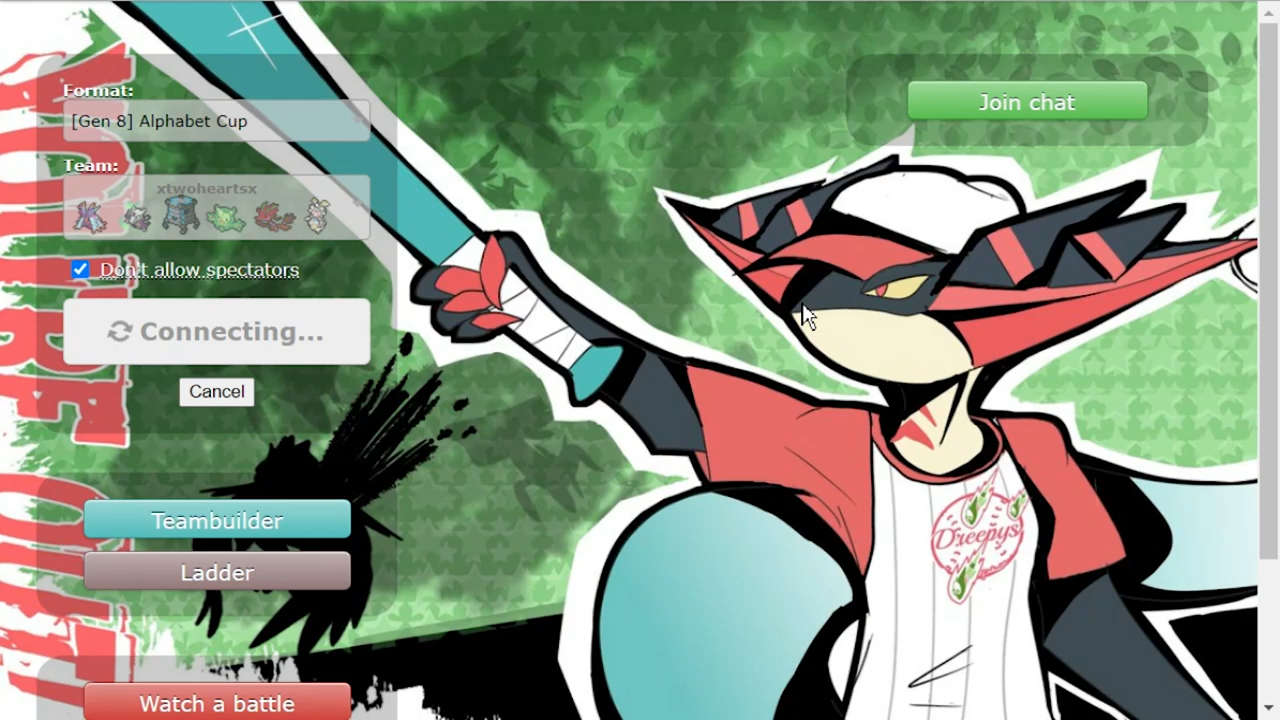 Format:
[Gen 8] Alphabet Cup
Team:
xtwoheartsx
Don't allow spectators
Connecting...
Cancel
Teambuilder
Ladder
Watch a battle
Join chat
Dreepys